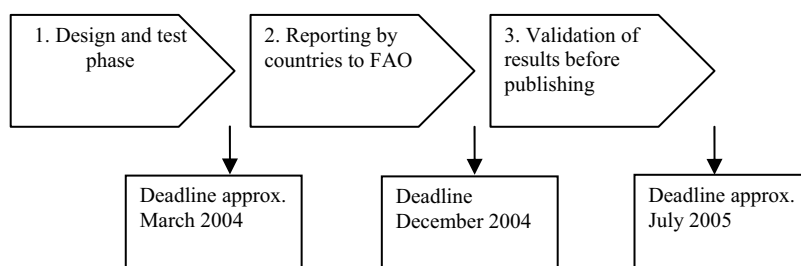 1. Design and test
phase
2. Reporting by
countries to FAO
3. Validation of
results before
publishing
Deadline approx.
March 2004
Deadline
December 2004
Deadline approx.
July 2005